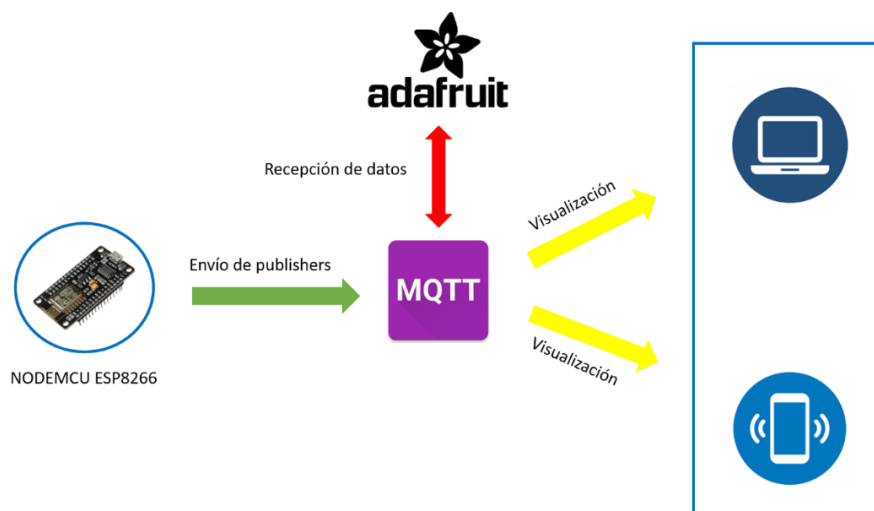 adafruit
Recepción de datos
Visualización
Envío de publishers
MQTT
Visualización
NODEMCU ESP8266